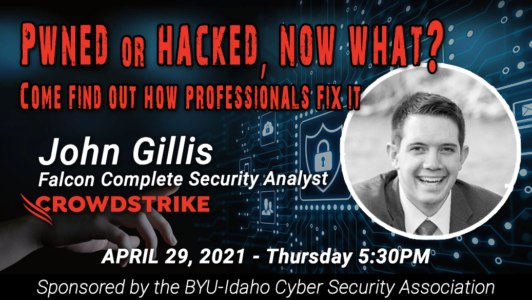 PWNED OR HACKED, NOW WHAT?
COME FIND OUT HOW PROFESSIONALS FIX IT
John Gillis
Falcon Complete Security Analyst
CROWDSTRIKE
APRIL 29, 2021 - Thursday 5:30PM
Sponsored by the BYU-Idaho Cyber Security Association